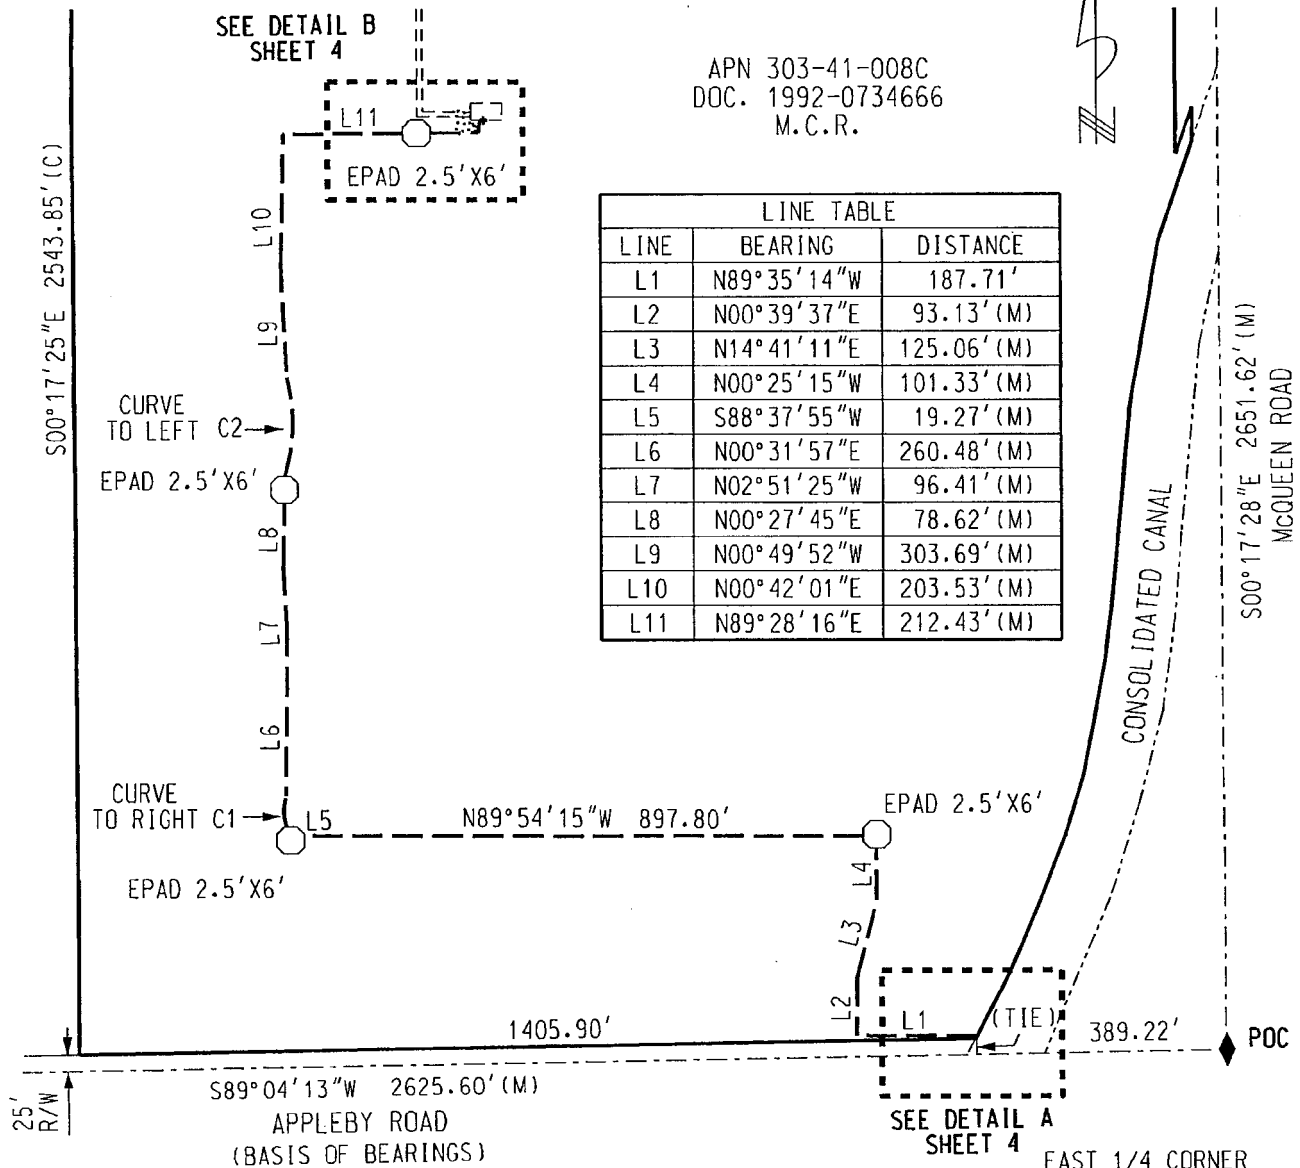 SEE DETAIL B
SHEET 4
APN 303-41-008C
DOC. 1992-0734666
M.C.R.
L11
EPAD 2.5'X6'
S00°17'25"E 2543.85'(C)
L10
L9
LINE TABLE
LINE BEARING DISTANCE
L1 N89°35'14"W 187.71'
L2 N00°39'37"E 93.13'(M)
L3 N14°41'11"E 125.06'(M)
L4 N00°25'15"W 101.33'(M)
L5 S88°37'55"W 19.27'(M)
L6 N00°31'57"E 260.48'(M)
L7 N02°51'25"W 96.41'(M)
L8 N00°27'45"E 78.62'(M)
L9 N00°49'52"W 303.69'(M)
L10 N00°42'01"E 203.53'(M)
L11 N89°28'16"E 212.43'(M)
CURVE
TO LEFT C2
EPAD 2.5'X6'
L8
L7
L6
S00°17'28"E 2651.62'(M)
MCQUEEN ROAD
CONSOLIDATED CANAL
CURVE
TO RIGHT C1
L5
N89°54'15"W 897.80'
EPAD 2.5'X6'
EPAD 2.5'X6'
L4
L3
L2
L1
(TIE)
1405.90'
389.22'
POC
25'
R/W
S89°04'13"W 2625.60'(M)
APPLEBY ROAD
(BASIS OF BEARINGS)
SEE DETAIL A
SHEET 4
EAST 1/4 CORNER